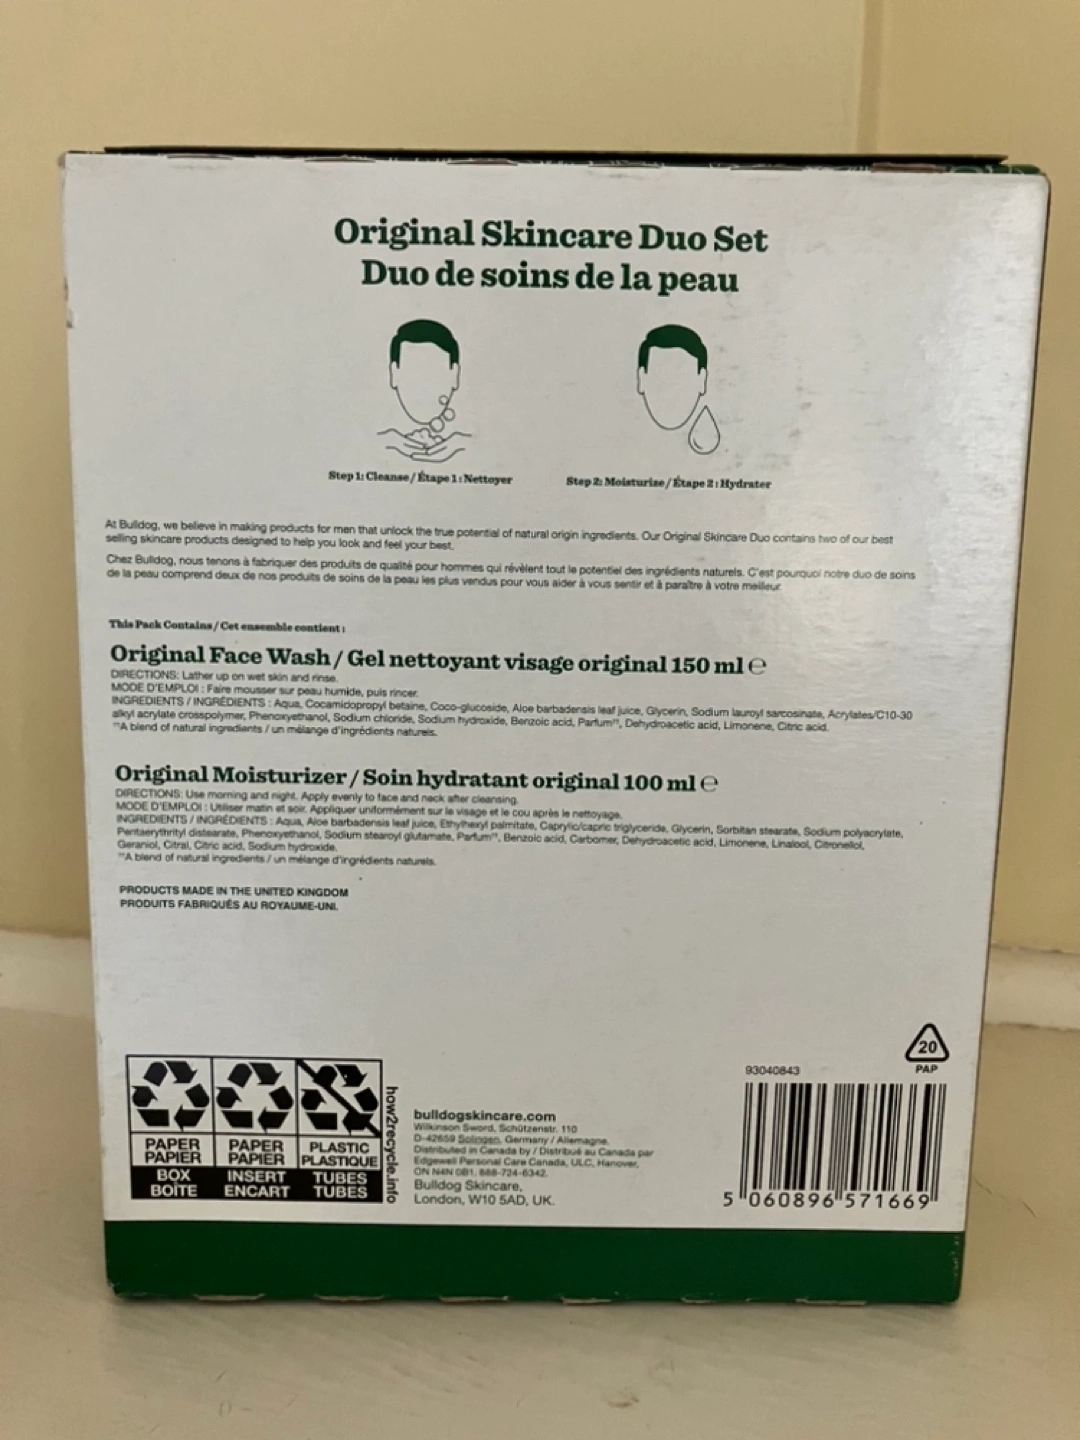 Original Skincare Duo Set
Duo de soins de la peau
Step 1: Cleanse / Étape 1 : Nettoyer
Step 2: Moisturize / Étape 2 : Hydrater
At Bulldog, we believe in making products for men that unlock the true potential of natural origin ingredients. Our Original Skincare Duo contains two of our best
selling skincare products designed to help you look and feel your best.
Chez Bulldog, nous tenons à fabriquer des produits de qualité pour hommes qui révèlent tout le potentiel des ingrédients naturels. C'est pourquoi notre duo de soins
de la peau comprend deux de nos produits de soins de la peau les plus vendus pour vous aider à vous sentir et à paraître à votre meilleur.
This Pack Contains / Cet ensemble contient :
Original Face Wash / Gel nettoyant visage original 150 ml ℮
DIRECTIONS: Lather up on wet skin and rinse.
MODE D'EMPLOI : Faire mousser sur peau humide, puis rincer.
INGREDIENTS / INGRÉDIENTS : Aqua, Cocamidopropyl betaine, Coco-glucoside, Aloe barbadensis leaf juice, Glycerin, Sodium lauroyl sarcosinate, Acrylates/C10-30
alkyl acrylate crosspolymer, Phenoxyethanol, Sodium chloride, Sodium hydroxide, Benzoic acid, Parfum**, Dehydroacetic acid, Limonene, Citric acid.
**A blend of natural ingredients / un mélange d'ingrédients naturels.
Original Moisturizer / Soin hydratant original 100 ml ℮
DIRECTIONS: Use morning and night. Apply evenly to face and neck after cleansing.
MODE D'EMPLOI : Utiliser matin et soir. Appliquer uniformément sur le visage et le cou après le nettoyage.
INGREDIENTS / INGRÉDIENTS : Aqua, Aloe barbadensis leaf juice, Ethylhexyl palmitate, Caprylic/capric triglyceride, Glycerin, Sorbitan stearate, Sodium polyacrylate,
Pentaerythrityl distearate, Phenoxyethanol, Sodium stearoyl glutamate, Parfum**, Benzoic acid, Carbomer, Dehydroacetic acid, Limonene, Linalool, Citronellol,
Geraniol, Citral, Citric acid, Sodium hydroxide.
**A blend of natural ingredients / un mélange d'ingrédients naturels.
PRODUCTS MADE IN THE UNITED KINGDOM
PRODUITS FABRIQUÉS AU ROYAUME-UNI.
PAPER
PAPIER
BOX
BOÎTE
PAPER
PAPIER
INSERT
ENCART
PLASTIC
PLASTIQUE
TUBES
TUBES
how2recycle.info
bulldogskincare.com
Wilkinson Sword, Schützenstr. 110
D-42659 Solingen, Germany / Allemagne.
Distributed in Canada by / Distribué au Canada par
Edgewell Personal Care Canada, ULC, Hanover,
ON N4N 0B1. 888-724-6342.
Bulldog Skincare,
London, W10 5AD, UK.
20
PAP
93040843
5 060896 571669